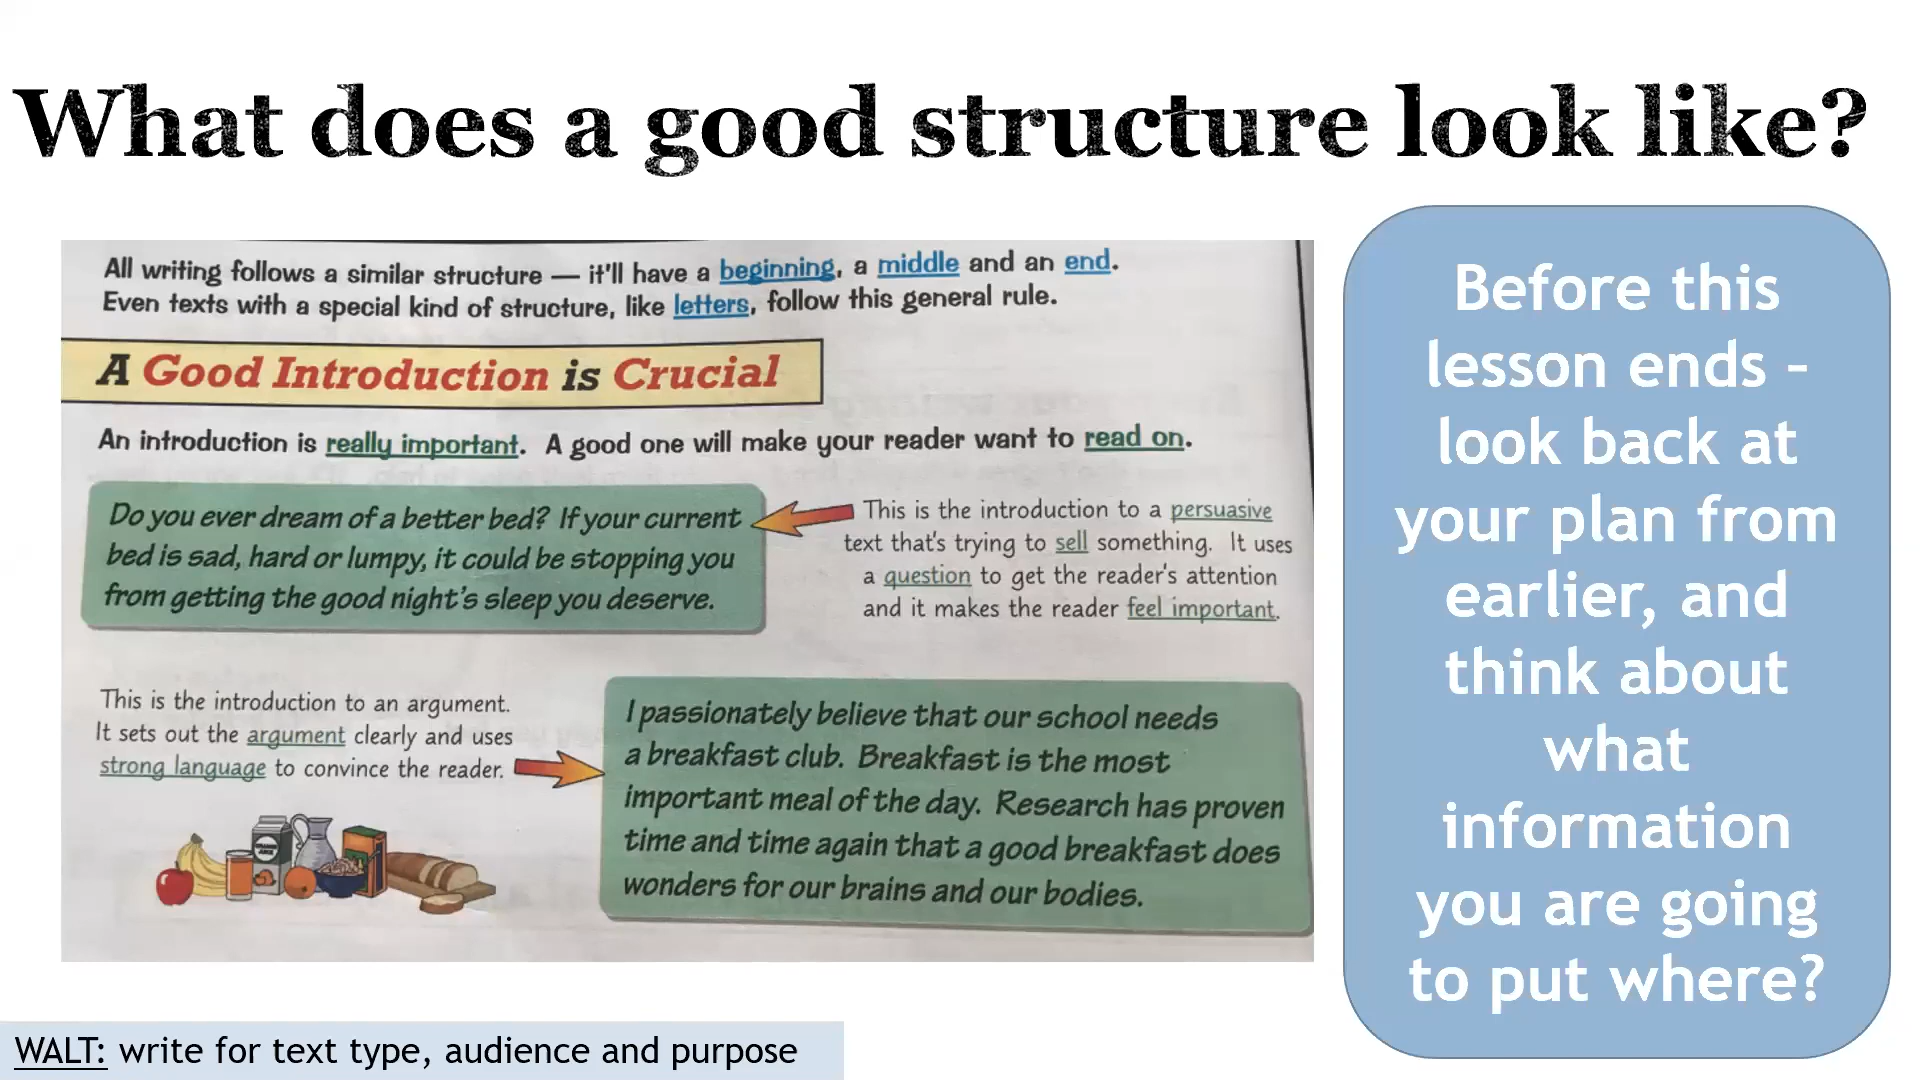 What does a good structure look like?
All writing follows a similar structure — it'll have a beginning, a middle and an end.
Even texts with a special kind of structure, like letters, follow this general rule.
A Good Introduction is Crucial
An introduction is really important. A good one will make your reader want to read on.
Do you ever dream of a better bed? If your current
bed is sad, hard or lumpy, it could be stopping you
from getting the good night's sleep you deserve.
This is the introduction to a persuasive
text that's trying to sell something. It uses
a question to get the reader's attention
and it makes the reader feel important.
This is the introduction to an argument.
It sets out the argument clearly and uses
strong language to convince the reader.
I passionately believe that our school needs
a breakfast club. Breakfast is the most
important meal of the day. Research has proven
time and time again that a good breakfast does
wonders for our brains and our bodies.
Before this
lesson ends –
look back at
your plan from
earlier, and
think about
what
information
you are going
to put where?
WALT: write for text type, audience and purpose